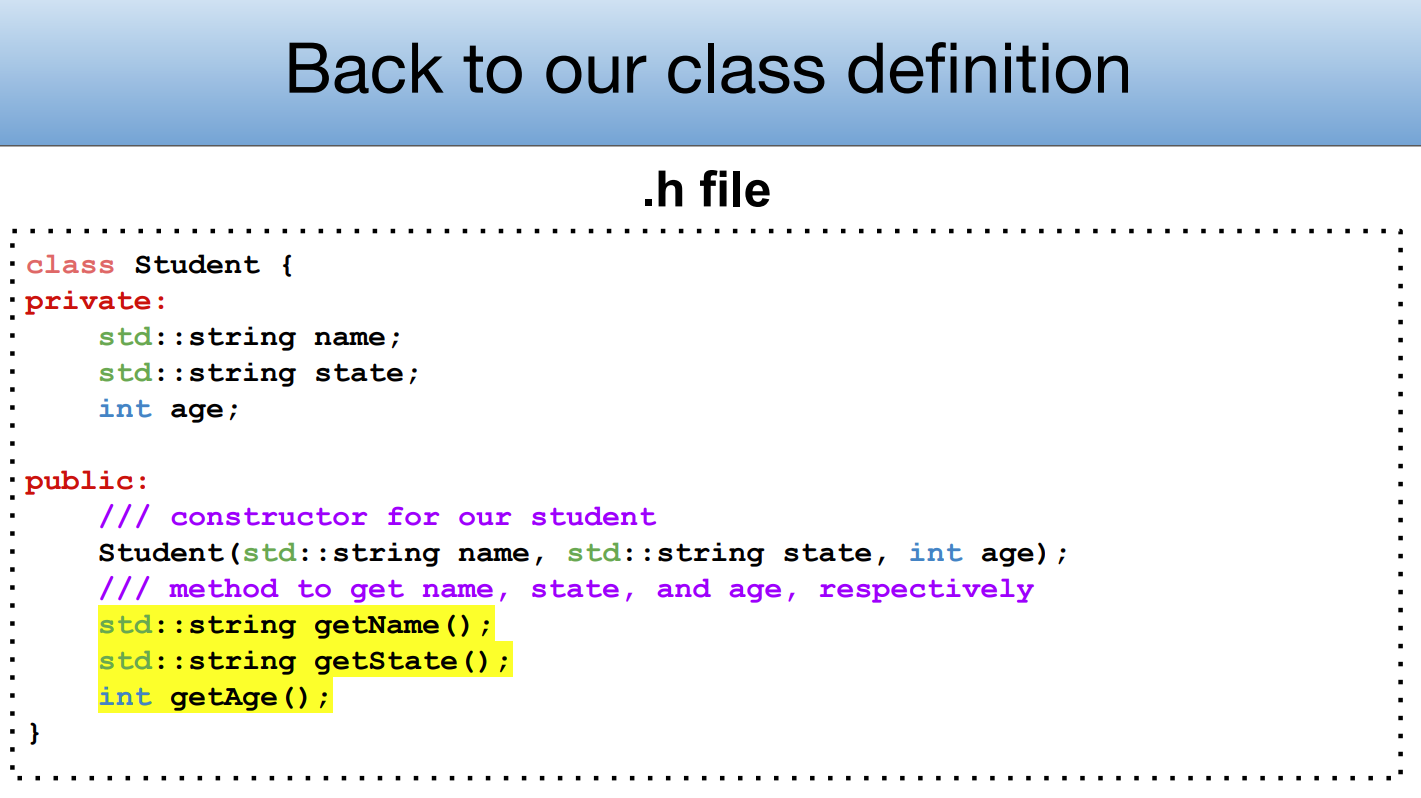 Back to our class definition
.h file
class Student {
private:
    std::string name;
    std::string state;
    int age;
public:
    /// constructor for our student
    Student(std::string name, std::string state, int age);
    /// method to get name, state, and age, respectively
    std::string getName();
    std::string getState();
    int getAge();
}